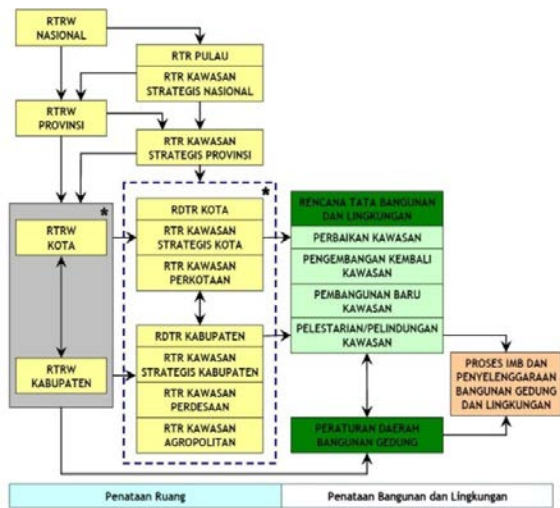 RTRW
NASIONAL
RTR PULAU
RTR KAWASAN
STRATEGIS NASIONAL
RTRW
PROVINSI
RTR KAWASAN
STRATEGIS PROVINSI
*
*
RTRW
KOTA
RDTR KOTA
RTR KAWASAN
STRATEGIS KOTA
RTR KAWASAN
PERKOTAAN
RENCANA TATA BANGUNAN
DAN LINGKUNGAN
PERBAIKAN KAWASAN
PENGEMBANGAN KEMBALI
KAWASAN
PEMBANGUNAN BARU
KAWASAN
PELESTARIAN/PELINDUNGAN
KAWASAN
RTRW
KABUPATEN
RDTR KABUPATEN
RTR KAWASAN
STRATEGIS KABUPATEN
RTR KAWASAN
PERDESAAN
RTR KAWASAN
AGROPOLITAN
PERATURAN DAERAH
BANGUNAN GEDUNG
PROSES IMB DAN
PENYELENGGARAAN
BANGUNAN GEDUNG
DAN LINGKUNGAN
Penataan Ruang
Penataan Bangunan dan Lingkungan